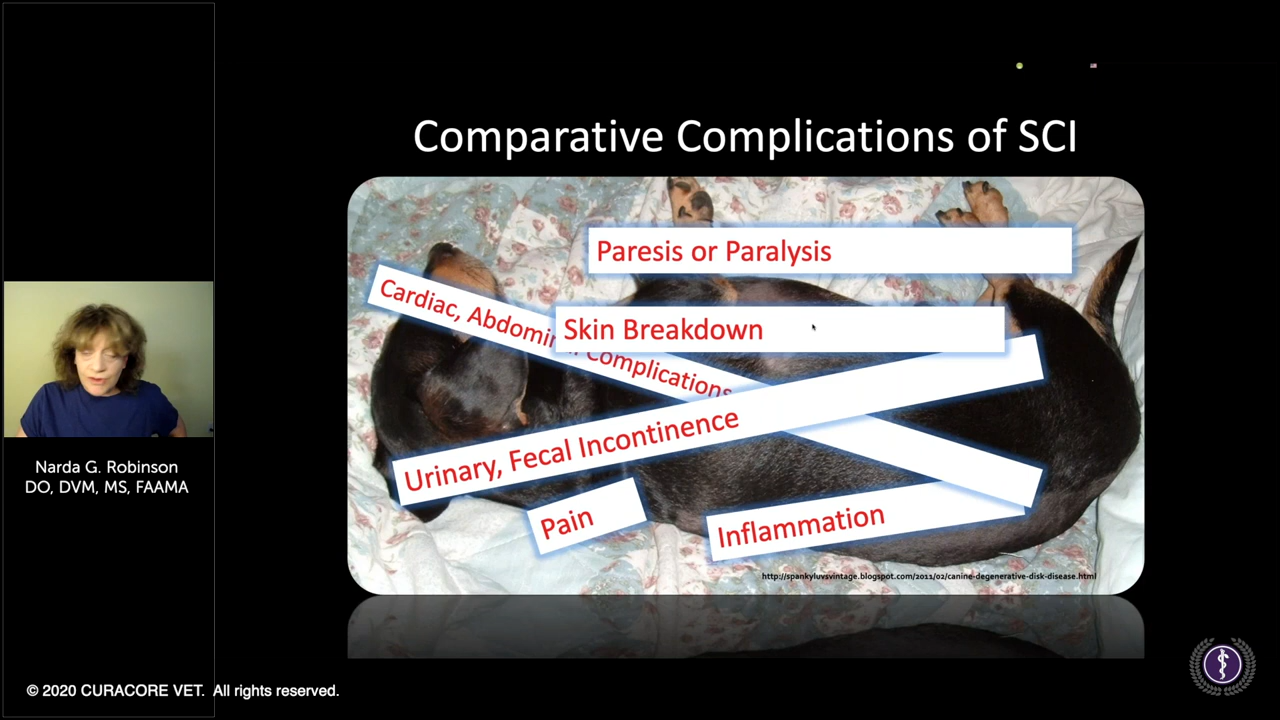 Comparative Complications of SCI
Paresis or Paralysis
Cardiac, Abdominal Complications
Skin Breakdown
Urinary, Fecal Incontinence
Pain
Inflammation
http://spankyluvsvintage.blogspot.com/2011/02/canine-degenerative-disk-disease.html
Narda G. Robinson
DO, DVM, MS, FAAMA
© 2020 CURACORE VET. All rights reserved.